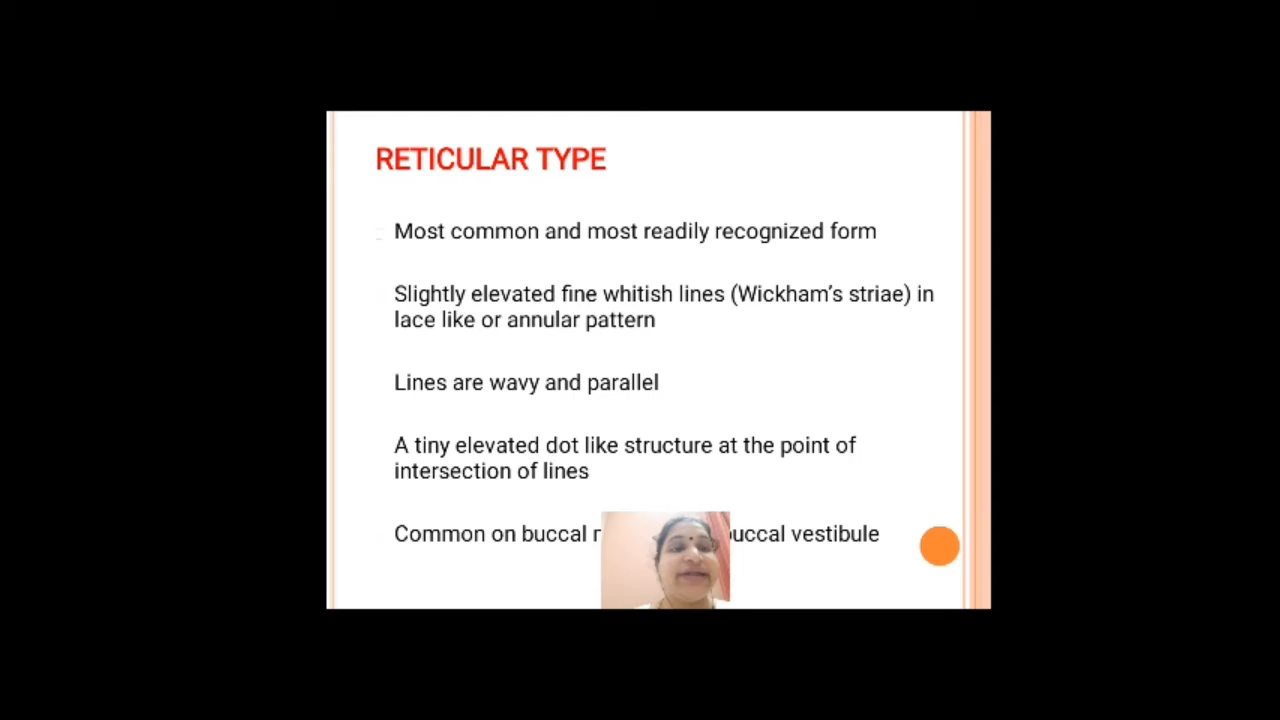 RETICULAR TYPE
Most common and most readily recognized form
Slightly elevated fine whitish lines (Wickham's striae) in
lace like or annular pattern
Lines are wavy and parallel
A tiny elevated dot like structure at the point of
intersection of lines
Common on buccal vestibule